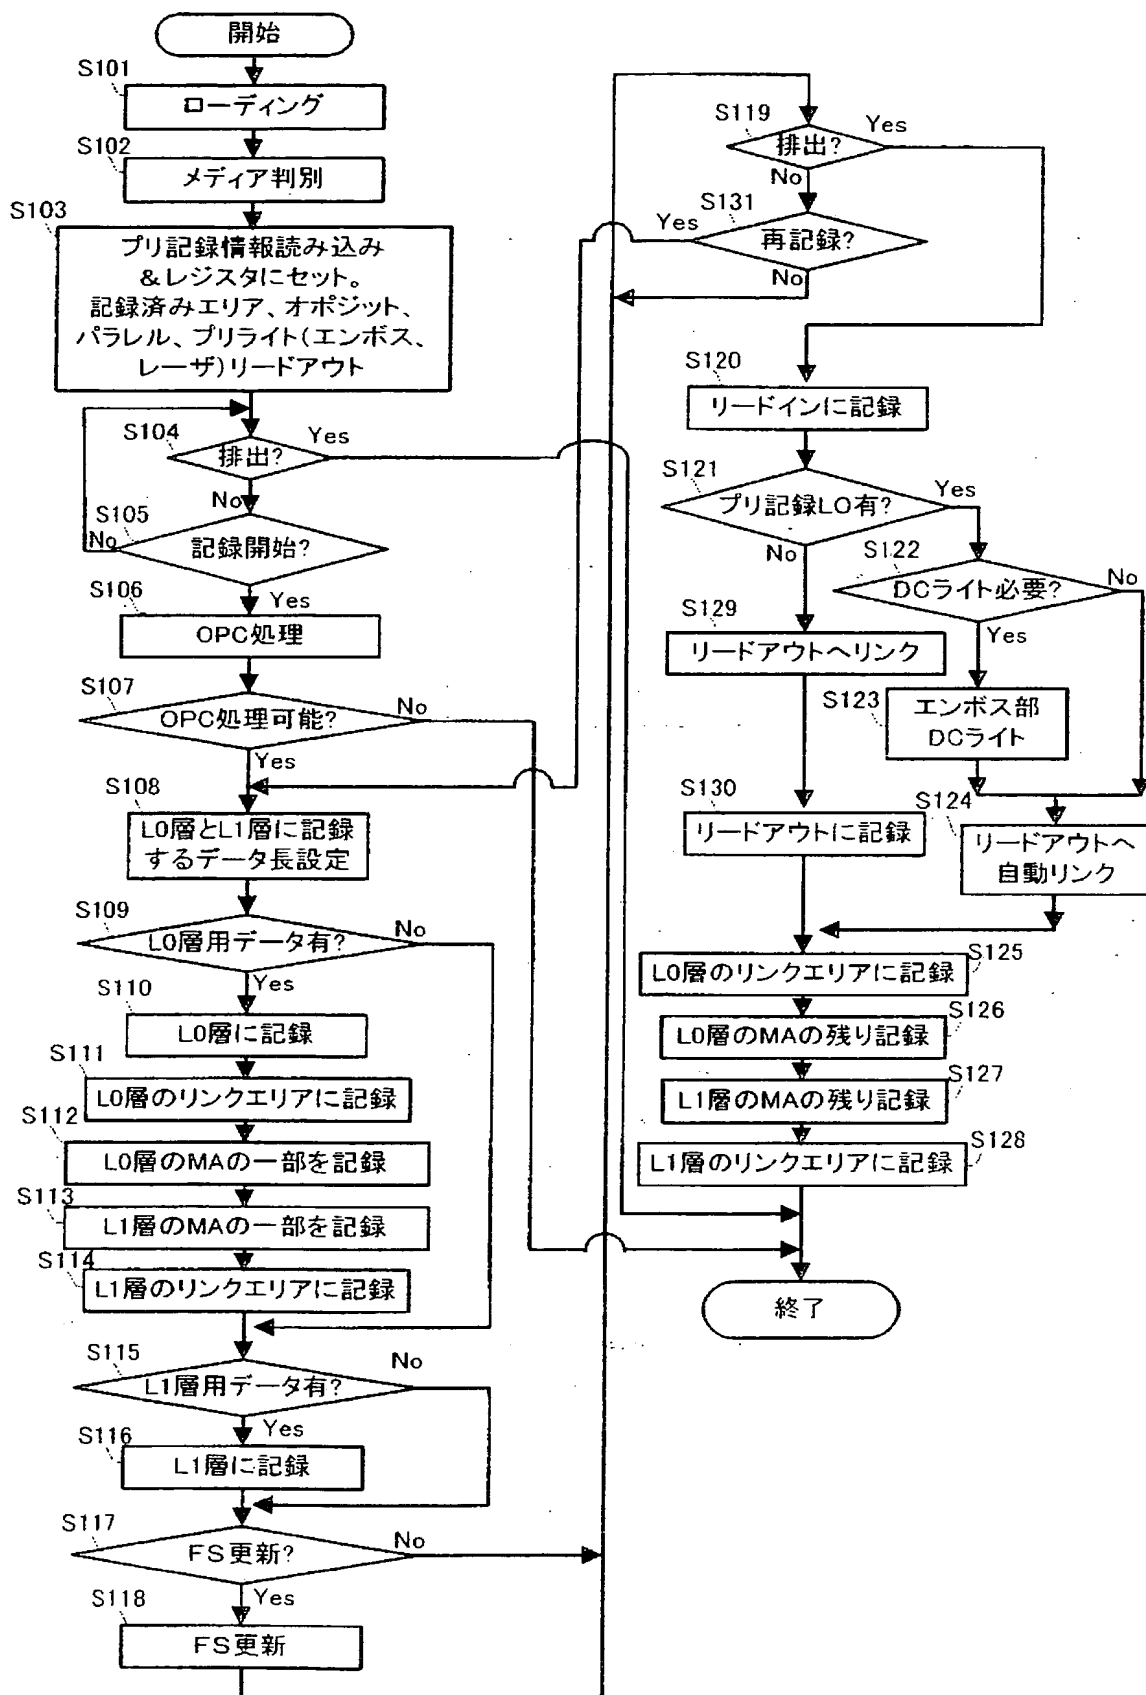 開始
S101
ローディング
S102
メディア判別
S103
プリ記録情報読み込み
&レジスタにセット。
記録済みエリア、オポジット、
パラレル、プリライト(エンボス、
レーザ)リードアウト
S104
排出?
Yes
No
S105
記録開始?
No
Yes
S106
OPC処理
S107
OPC処理可能?
No
Yes
S108
L0層とL1層に記録
するデータ長設定
S109
L0層用データ有?
No
Yes
S110
L0層に記録
S111
L0層のリンクエリアに記録
S112
L0層のMAの一部を記録
S113
L1層のMAの一部を記録
S114
L1層のリンクエリアに記録
S115
L1層用データ有?
No
Yes
S116
L1層に記録
S117
FS更新?
No
Yes
S118
FS更新
S119
排出?
Yes
No
S131
再記録?
Yes
No
S120
リードインに記録
S121
プリ記録LO有?
Yes
No
S122
DCライト必要?
No
Yes
S123
エンボス部
DCライト
S124
リードアウトへ
自動リンク
S129
リードアウトへリンク
S130
リードアウトに記録
S125
L0層のリンクエリアに記録
S126
L0層のMAの残り記録
S127
L1層のMAの残り記録
S128
L1層のリンクエリアに記録
終了